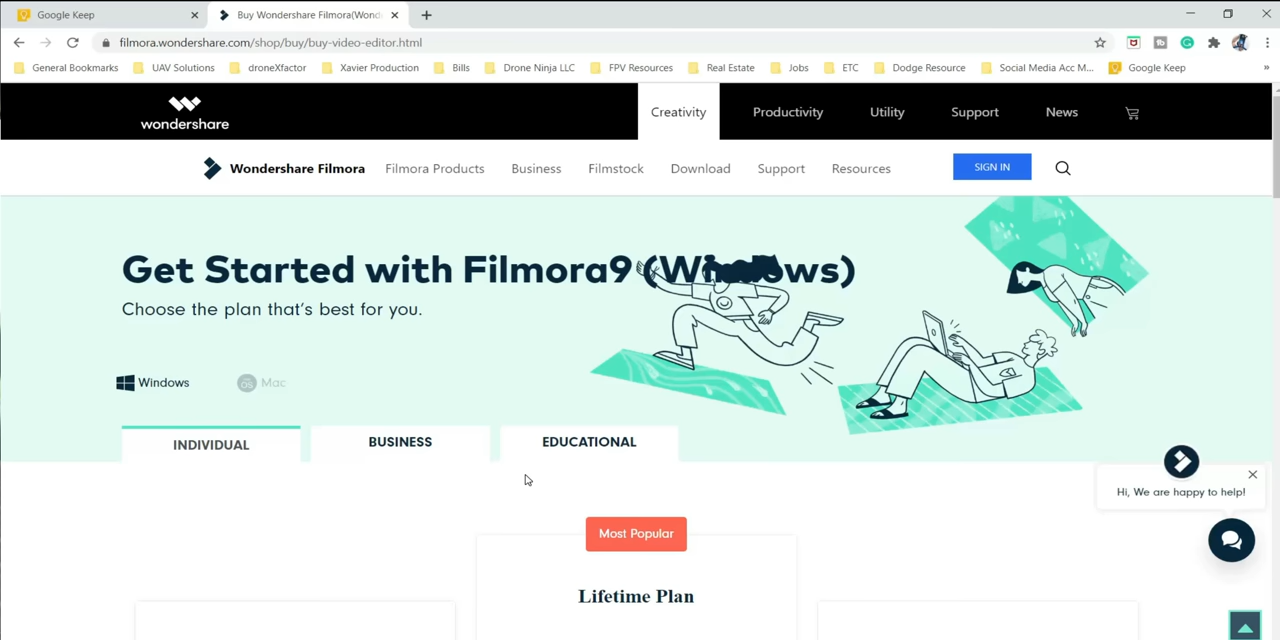 Google Keep
Buy Wondershare Filmora(Wond
filmora.wondershare.com/shop/buy/buy-video-editor.html
General Bookmarks UAV Solutions droneXfactor Xavier Production Bills Drone Ninja LLC FPV Resources Real Estate Jobs ETC Dodge Resource Social Media Acc M... Google Keep »
wondershare
Creativity Productivity Utility Support News
Wondershare Filmora Filmora Products Business Filmstock Download Support Resources SIGN IN
Get Started with Filmora9 (Windows)
Choose the plan that's best for you.
Windows
Mac
INDIVIDUAL BUSINESS EDUCATIONAL
Hi, We are happy to help!
Most Popular
Lifetime Plan